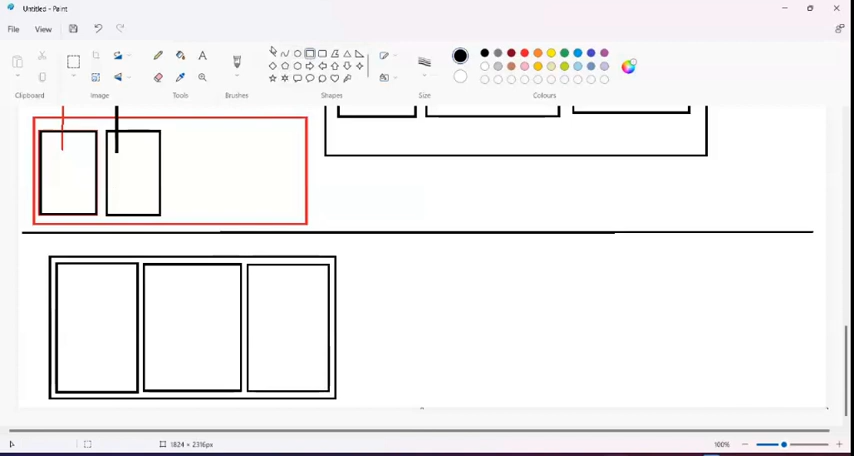 Untitled - Paint
File View
Clipboard Image Tools Brushes Shapes Size Colours
1824 × 2316px 100%